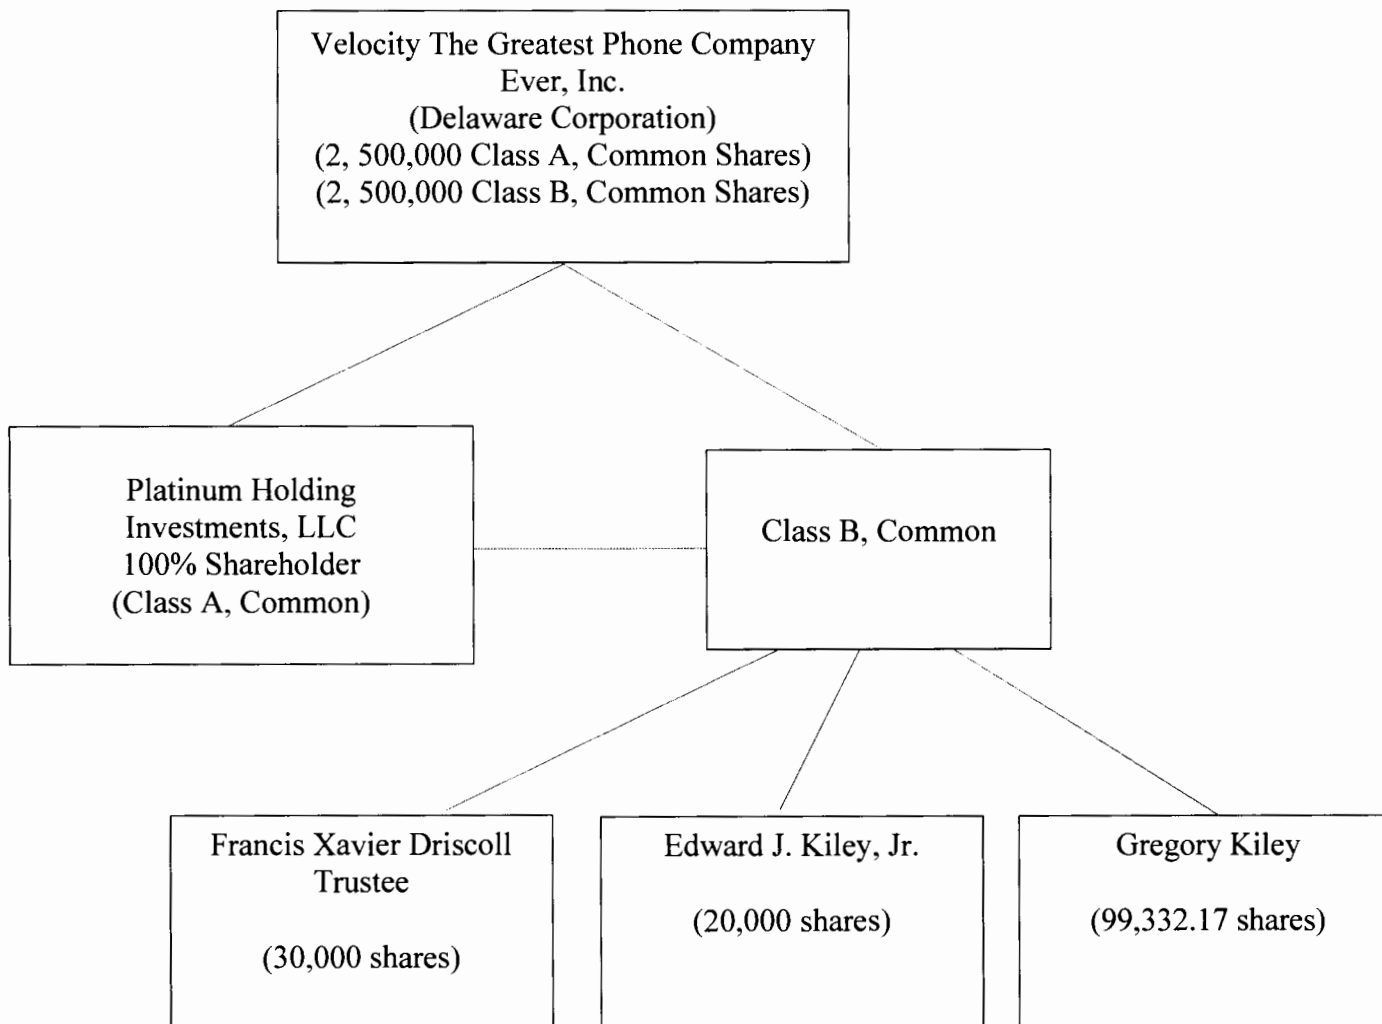 Velocity The Greatest Phone Company
Ever, Inc.
(Delaware Corporation)
(2, 500,000 Class A, Common Shares)
(2, 500,000 Class B, Common Shares)
Platinum Holding
Investments, LLC
100% Shareholder
(Class A, Common)
Class B, Common
Francis Xavier Driscoll
Trustee
(30,000 shares)
Edward J. Kiley, Jr.
(20,000 shares)
Gregory Kiley
(99,332.17 shares)